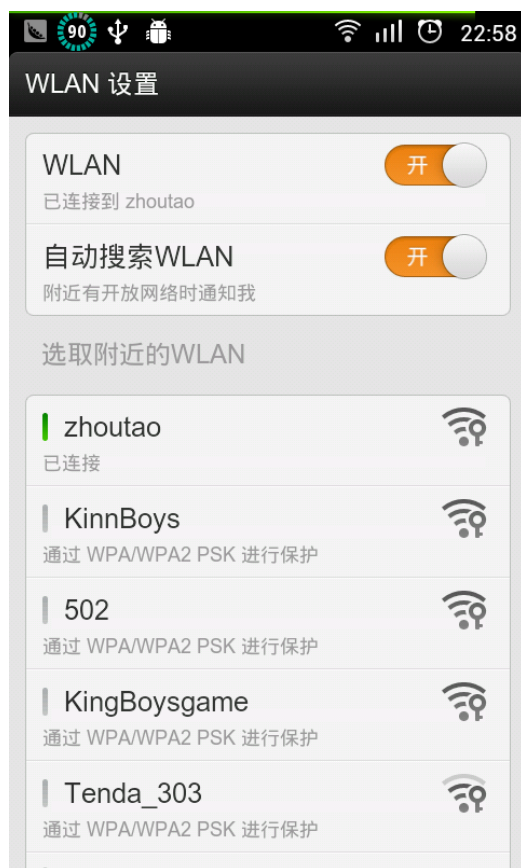 90
22:58
WLAN 设置
WLAN
开
已连接到 zhoutao
自动搜索WLAN
开
附近有开放网络时通知我
选取附近的WLAN
zhoutao
已连接
KinnBoys
通过 WPA/WPA2 PSK 进行保护
502
通过 WPA/WPA2 PSK 进行保护
KingBoysgame
通过 WPA/WPA2 PSK 进行保护
Tenda_303
通过 WPA/WPA2 PSK 进行保护